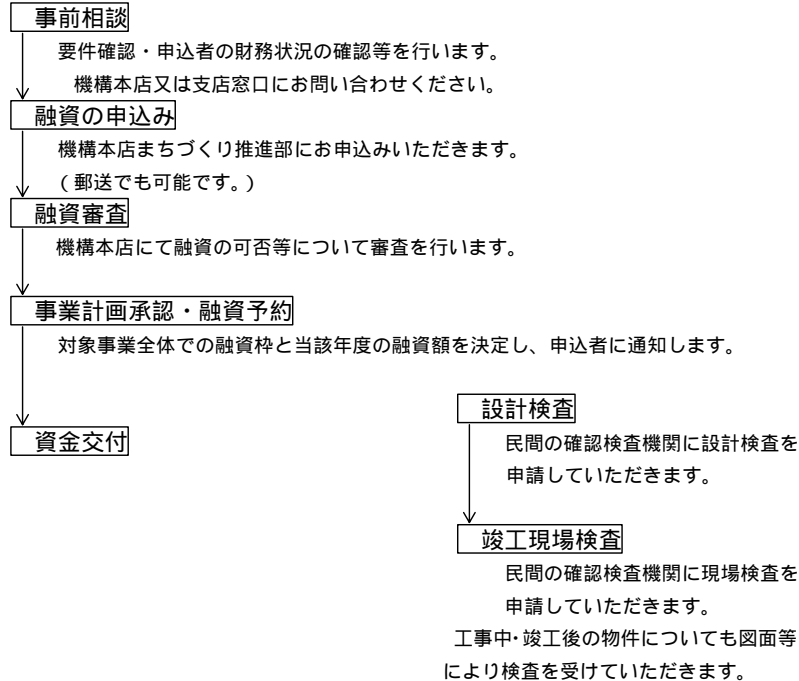 事前相談
要件確認・申込者の財務状況の確認等を行います。
機構本店又は支店窓口にお問い合わせください。
融資の申込み
機構本店まちづくり推進部にお申込みいただきます。
(郵送でも可能です。)
融資審査
機構本店にて融資の可否等について審査を行います。
事業計画承認・融資予約
対象事業全体での融資枠と当該年度の融資額を決定し、申込者に通知します。
資金交付
設計検査
民間の確認検査機関に設計検査を
申請していただきます。
竣工現場検査
民間の確認検査機関に現場検査を
申請していただきます。
工事中・竣工後の物件についても図面等
により検査を受けていただきます。